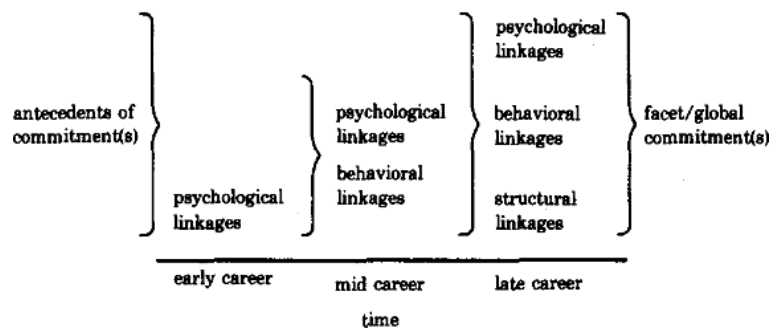 antecedents of
commitment(s)
psychological
linkages
psychological
linkages
behavioral
linkages
psychological
linkages
behavioral
linkages
structural
linkages
facet/global
commitment(s)
early career
mid career
late career
time